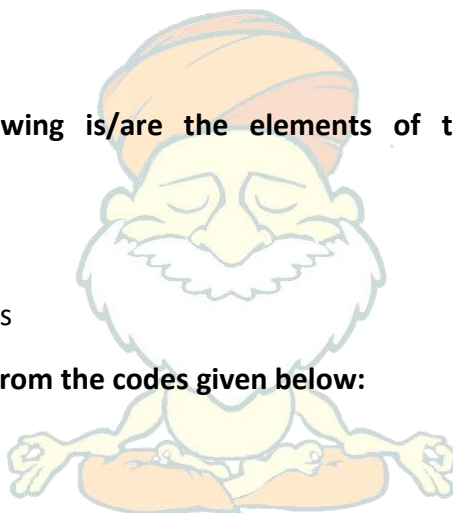 wing is/are the elements of t
s
rom the codes given below: